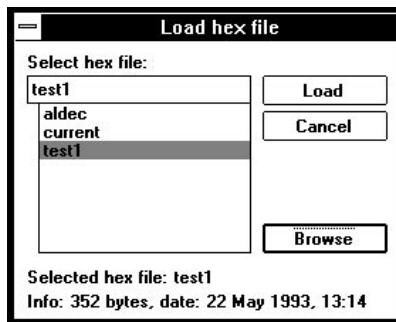 Load hex file
Select hex file:
test1
Load
aldec
current
test1
Cancel
Browse
Selected hex file: test1
Info: 352 bytes, date: 22 May 1993, 13:14